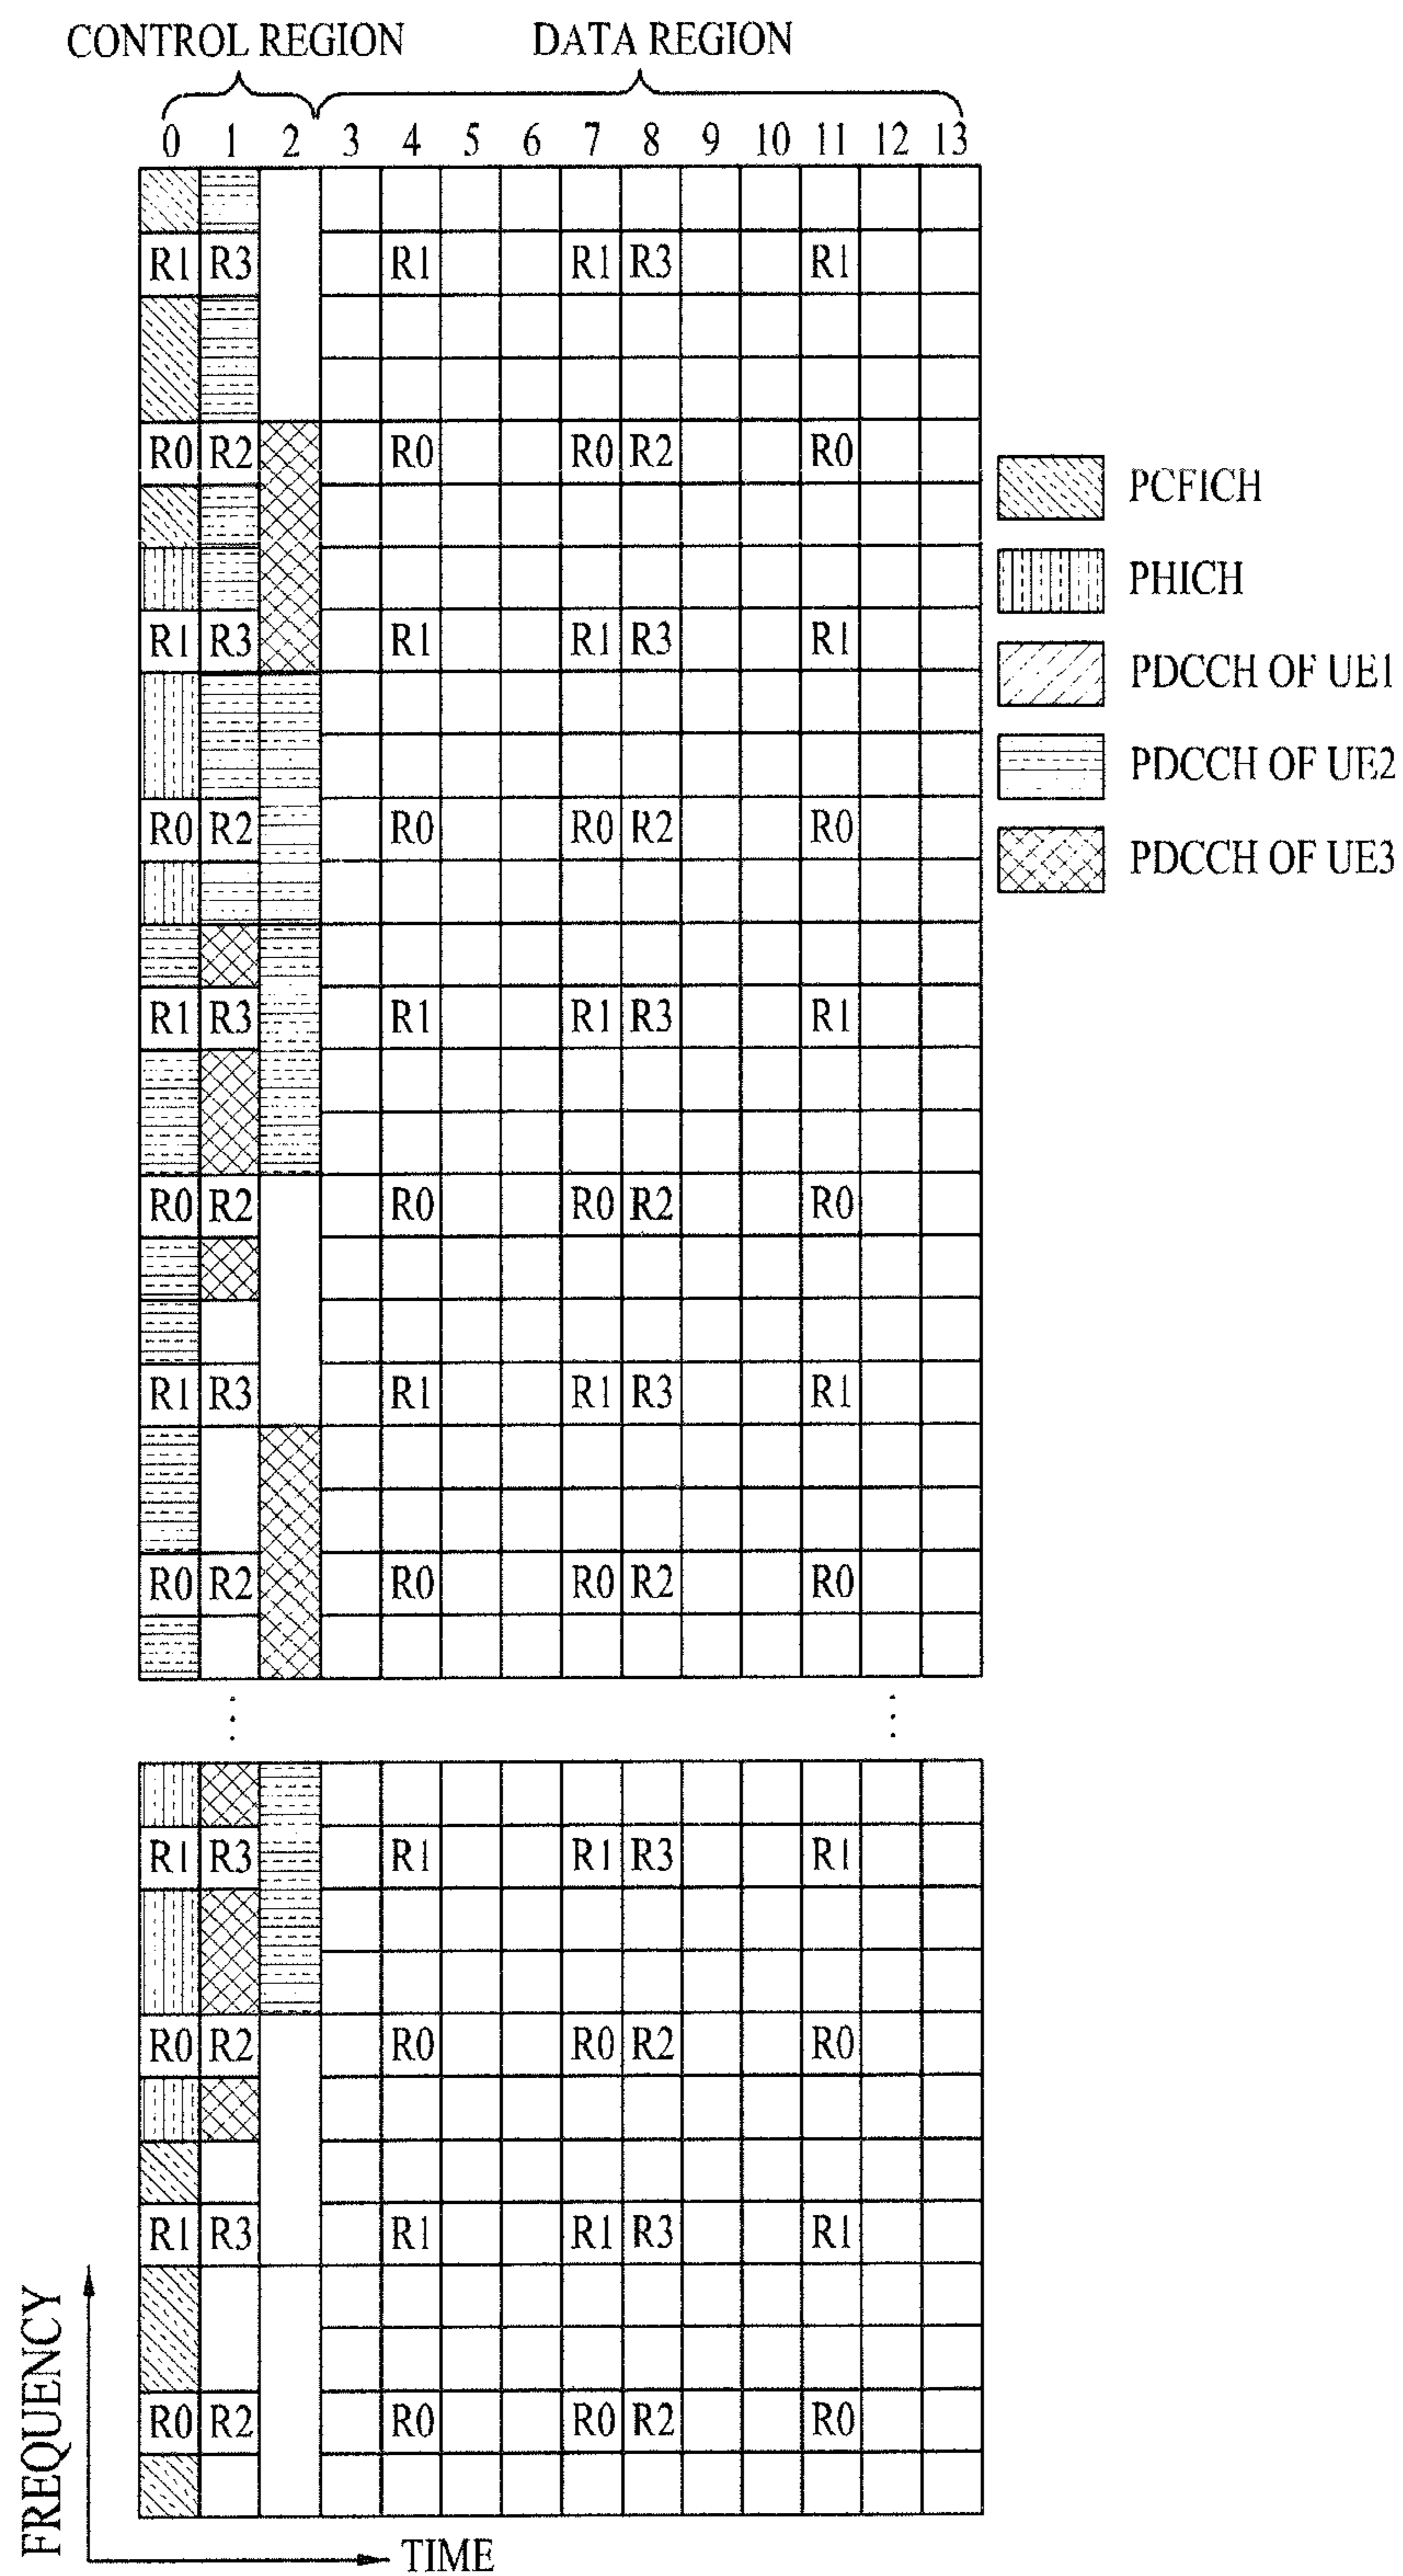 CONTROL REGION DATA REGION
0 1 2 3 4 5 6 7 8 9 10 11 12 13
R1 R3 R1 R1 R3 R1
R0 R2 R0 R0 R2 R0
R1 R3 R1 R1 R3 R1
R0 R2 R0 R0 R2 R0
R1 R3 R1 R1 R3 R1
R0 R2 R0 R0 R2 R0
R1 R3 R1 R1 R3 R1
R0 R2 R0 R0 R2 R0
R1 R3 R1 R1 R3 R1
R0 R2 R0 R0 R2 R0
R1 R3 R1 R1 R3 R1
R0 R2 R0 R0 R2 R0
PCFICH
PHICH
PDCCH OF UE1
PDCCH OF UE2
PDCCH OF UE3
FREQUENCY
TIME